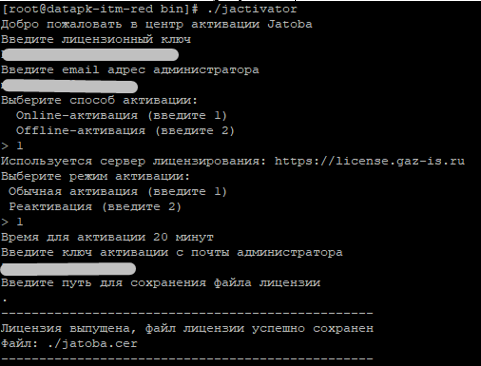 [root@datapk-itm-red bin]# ./jactivator
Добро пожаловать в центр активации Jatoba
Введите лицензионный ключ
Введите email адрес администратора
Выберите способ активации:
Online-активация (введите 1)
Offline-активация (введите 2)
> 1
Используется сервер лицензирования: https://license.gaz-is.ru
Выберите режим активации:
Обычная активация (введите 1)
Реактивация (введите 2)
> 1
Время для активации 20 минут
Введите ключ активации с почты администратора
Введите путь для сохранения файла лицензии
.
--------------------------------------------------
Лицензия выпущена, файл лицензии успешно сохранен
Файл: ./jatoba.cer
--------------------------------------------------